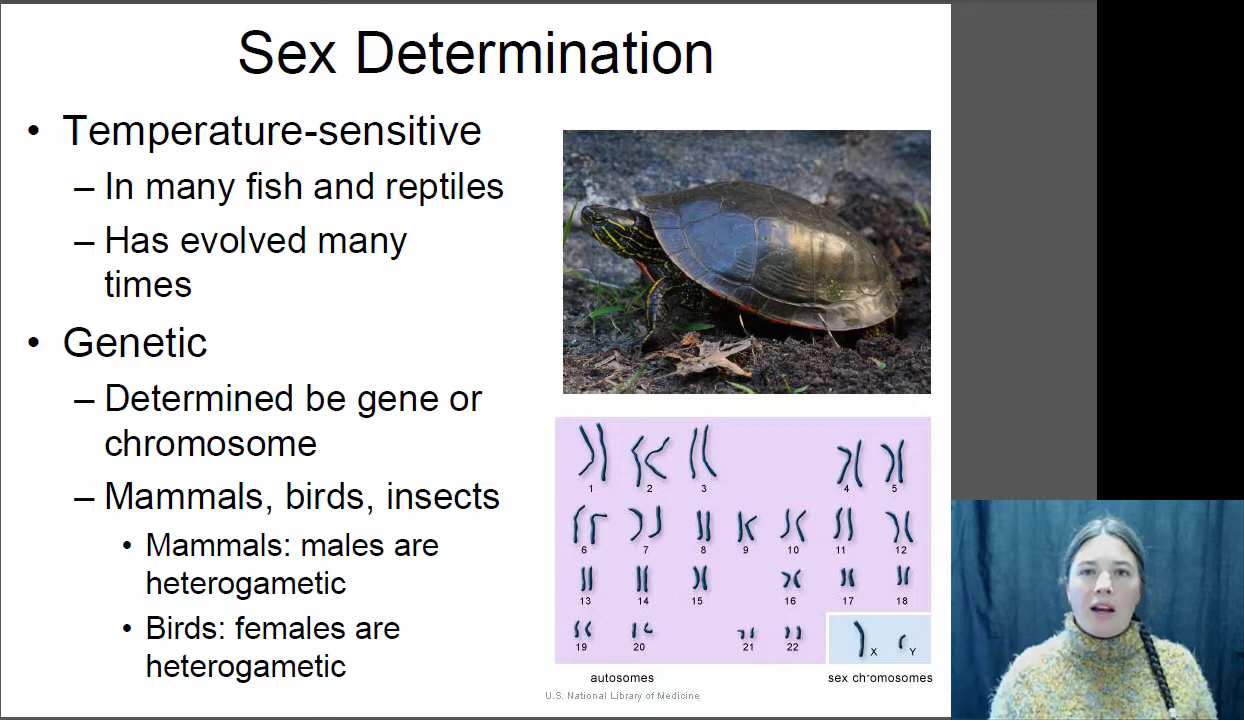 Sex Determination
• Temperature-sensitive
– In many fish and reptiles
– Has evolved many
times
• Genetic
– Determined be gene or
chromosome
– Mammals, birds, insects
• Mammals: males are
heterogametic
• Birds: females are
heterogametic
1 2 3 4 5
6 7 8 9 10 11 12
13 14 15 16 17 18
19 20 21 22 X Y
autosomes sex chromosomes
U.S. National Library of Medicine